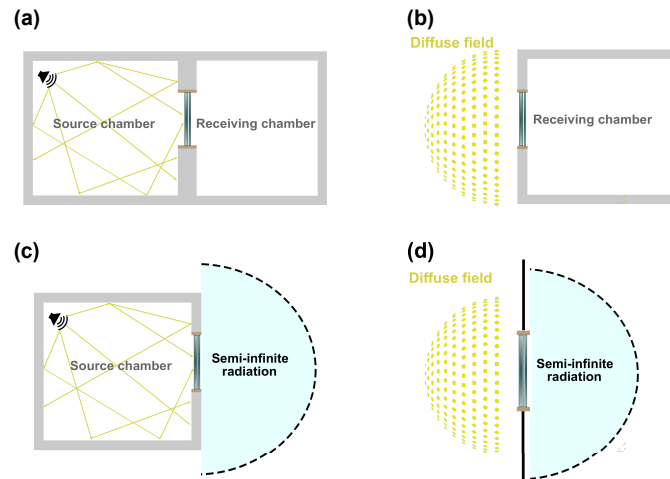 (a)
(b)
Diffuse field
Source chamber
Receiving chamber
Receiving chamber
(c)
(d)
Diffuse field
Source chamber
Semi-infinite
radiation
Semi-infinite
radiation